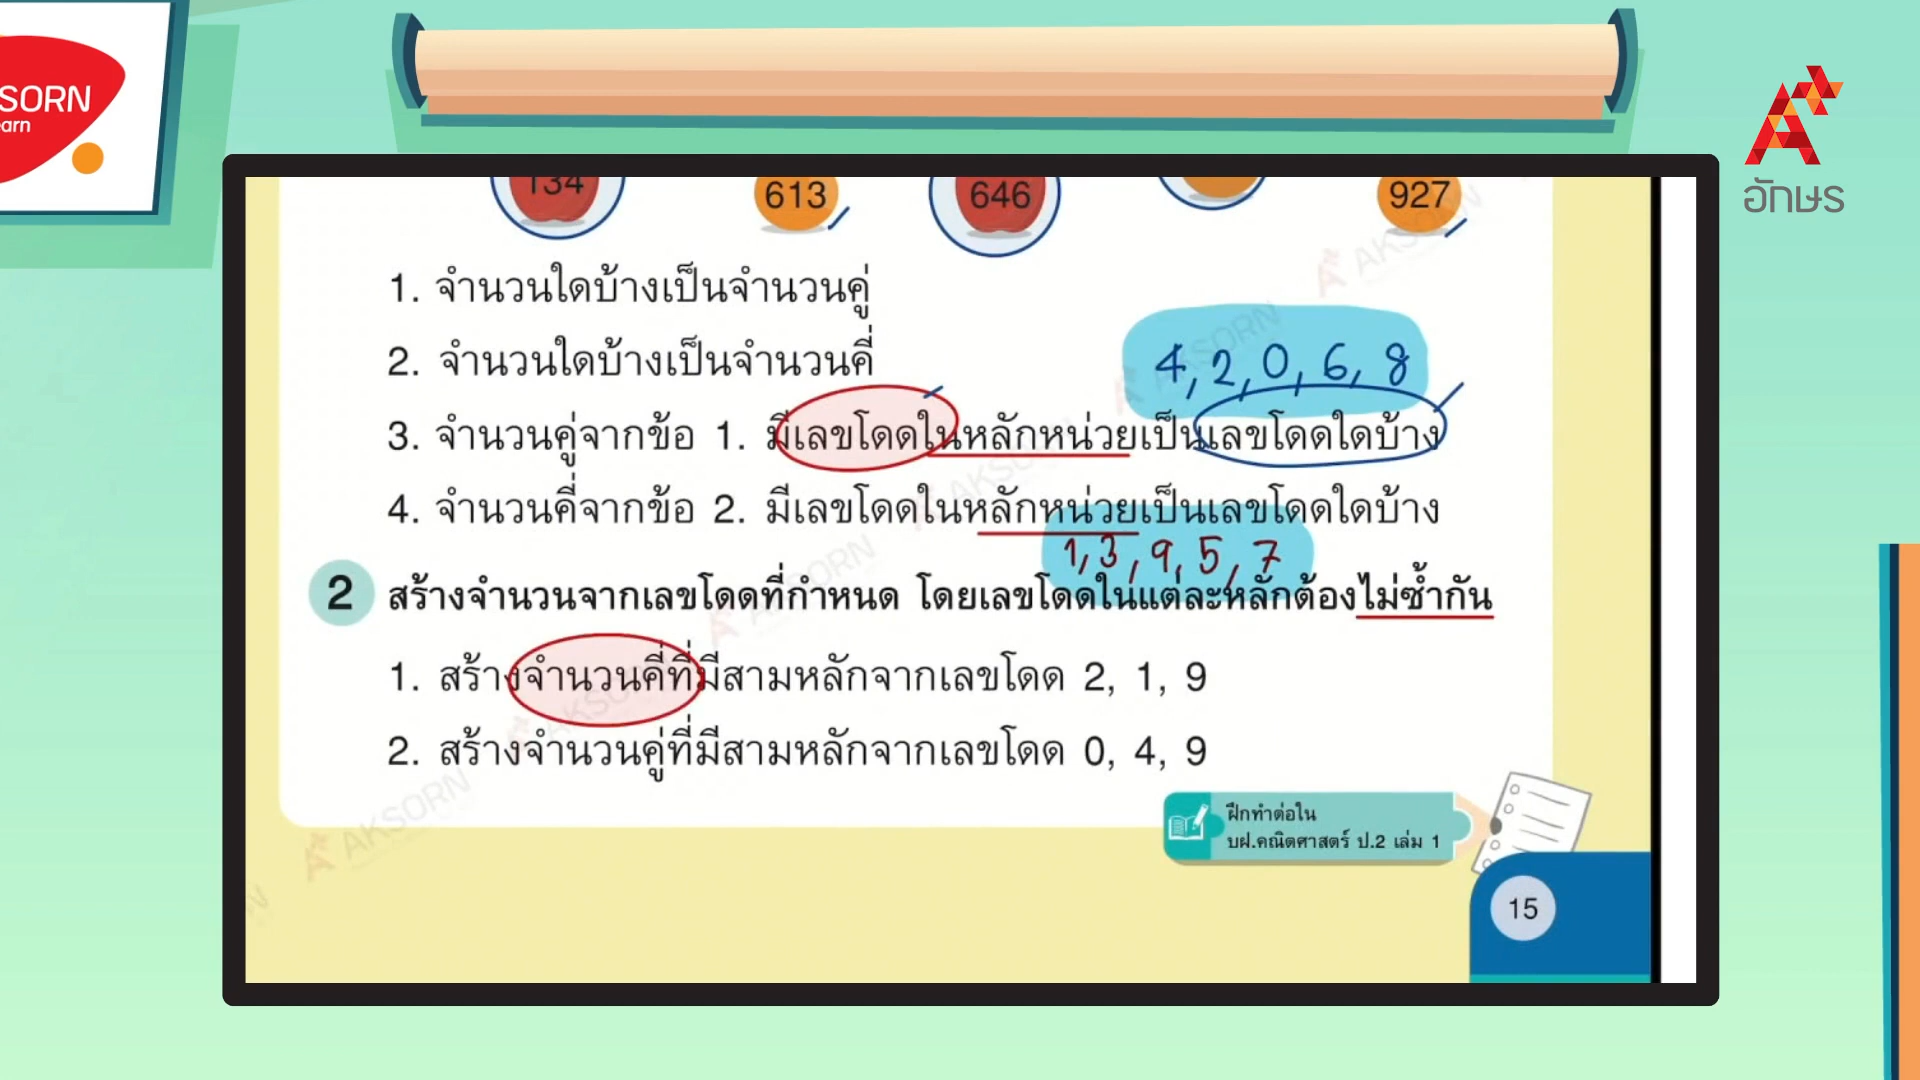 SORN
arn
อักษร
134
613
646
927
1. จำนวนใดบ้างเป็นจำนวนคู่
2. จำนวนใดบ้างเป็นจำนวนคี่
4, 2, 0, 6, 8
3. จำนวนคู่จากข้อ 1. มีเลขโดดในหลักหน่วยเป็นเลขโดดใดบ้าง
4. จำนวนคี่จากข้อ 2. มีเลขโดดในหลักหน่วยเป็นเลขโดดใดบ้าง
1, 3, 9, 5, 7
2 สร้างจำนวนจากเลขโดดที่กำหนด โดยเลขโดดในแต่ละหลักต้องไม่ซ้ำกัน
1. สร้างจำนวนคี่ที่มีสามหลักจากเลขโดด 2, 1, 9
2. สร้างจำนวนคู่ที่มีสามหลักจากเลขโดด 0, 4, 9
ฝึกทำต่อใน
บฝ.คณิตศาสตร์ ป.2 เล่ม 1
15
AKSORN
AKSORN
AKSORN
AKSORN
AKSORN
AKSORN